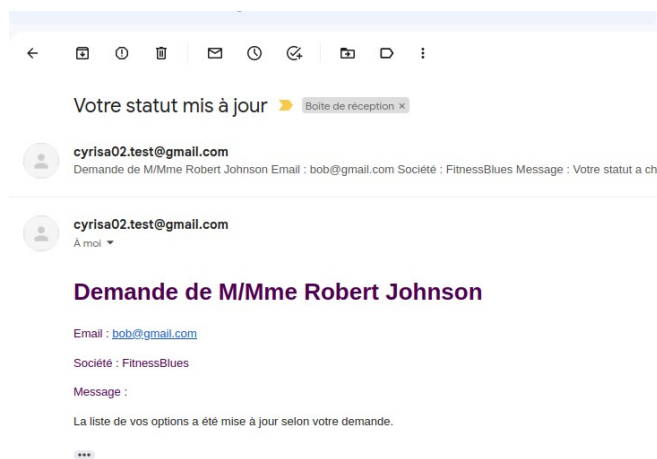 Votre statut mis à jour Boîte de réception ×
cyrisa02.test@gmail.com
Demande de M/Mme Robert Johnson Email : bob@gmail.com Société : FitnessBlues Message : Votre statut a ch
cyrisa02.test@gmail.com
À moi
Demande de M/Mme Robert Johnson
Email : bob@gmail.com
Société : FitnessBlues
Message :
La liste de vos options a été mise à jour selon votre demande.